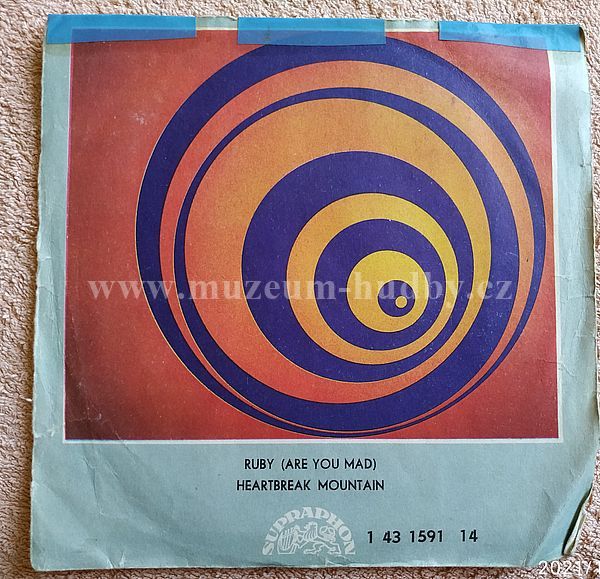 www.muzeum-hudby.cz
RUBY (ARE YOU MAD)
HEARTBREAK MOUNTAIN
SUPRAPHON
1 43 1591 14
20217